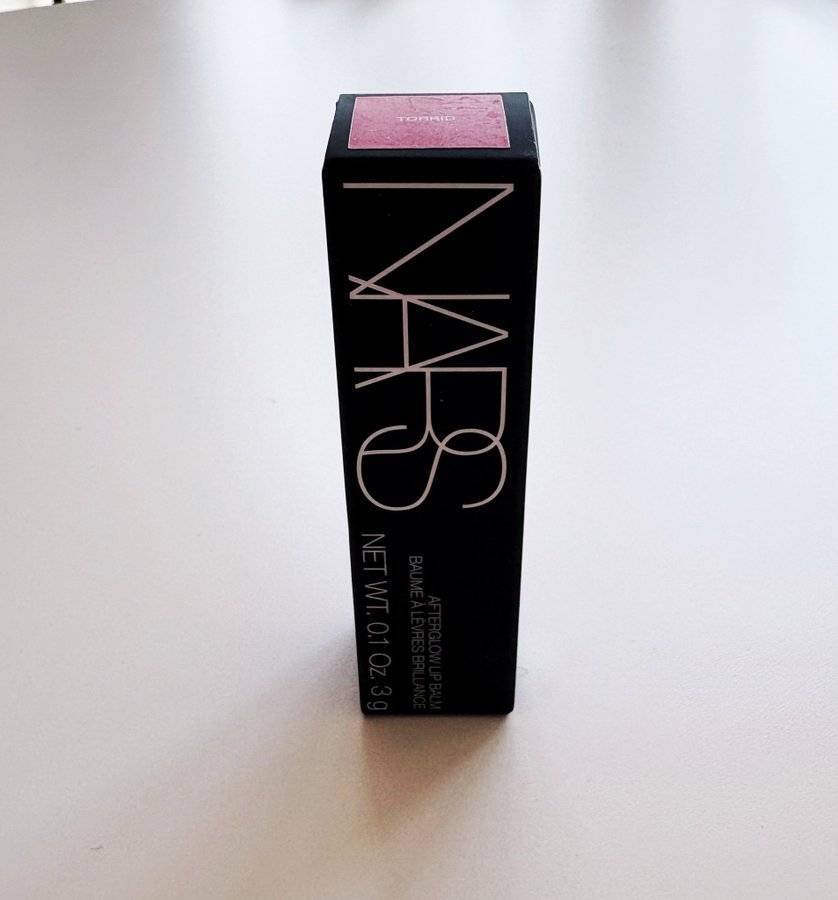 TORRID
NARS
AFTERGLOW LIP BALM
BAUME À LÈVRES BRILLANCE
NET WT. 0.1 Oz. 3 g